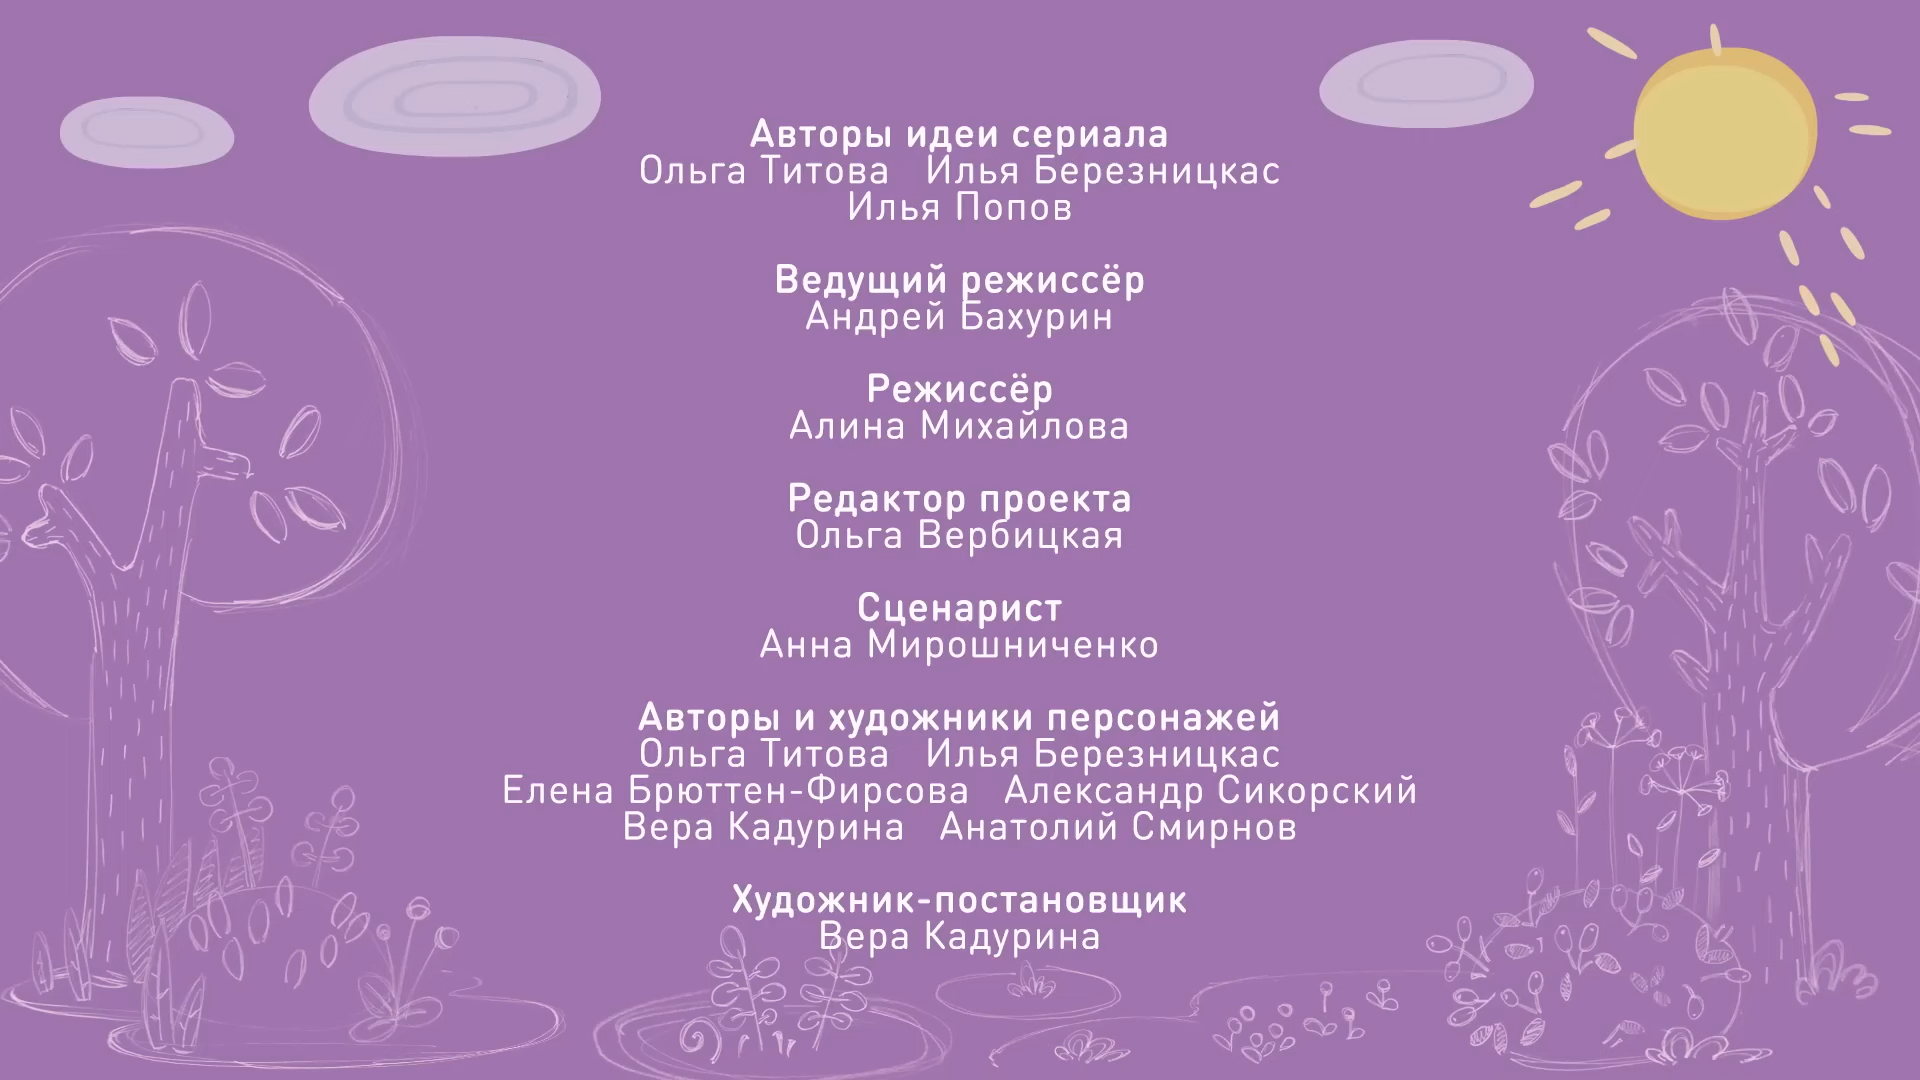 Авторы идеи сериала
Ольга Титова Илья Березницкас
Илья Попов
Ведущий режиссёр
Андрей Бахурин
Режиссёр
Алина Михайлова
Редактор проекта
Ольга Вербицкая
Сценарист
Анна Мирошниченко
Авторы и художники персонажей
Ольга Титова Илья Березницкас
Елена Брюттен-Фирсова Александр Сикорский
Вера Кадурина Анатолий Смирнов
Художник-постановщик
Вера Кадурина